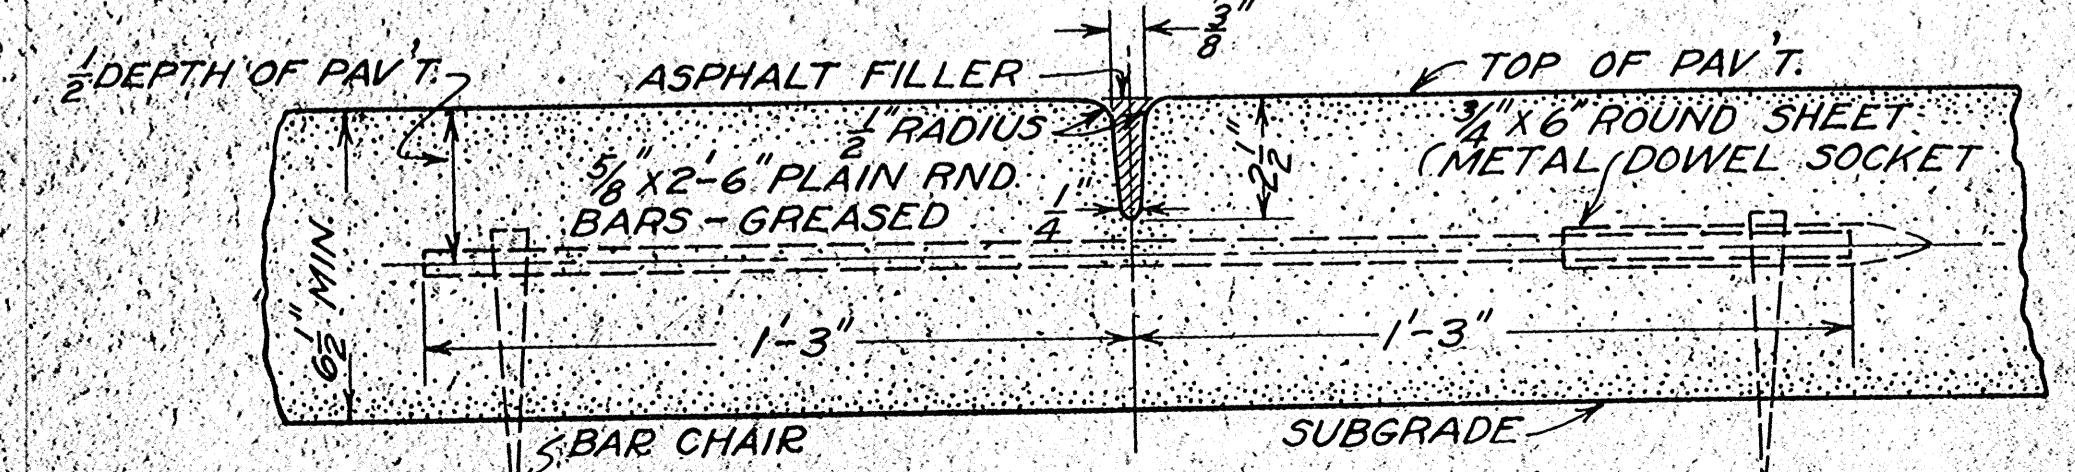 3/8"
1/2 DEPTH OF PAV'T.
ASPHALT FILLER
TOP OF PAV'T.
1/2" RADIUS
3/4" X 6" ROUND SHEET
METAL DOWEL SOCKET
5/8" X 2'-6" PLAIN RND.
BARS - GREASED
2 1/2"
1/4"
6 1/2" MIN.
1'-3"
1'-3"
BAR CHAIR
SUBGRADE